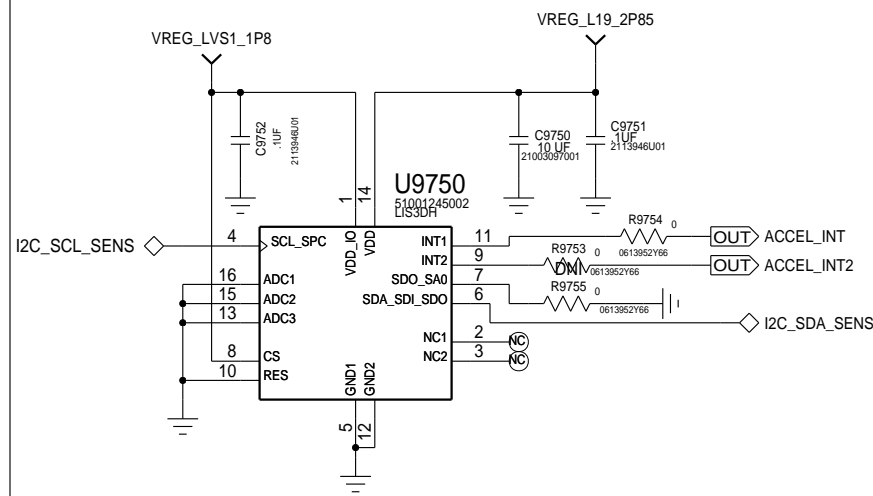 VREG_L19_2P85
VREG_LVS1_1P8
C9752
.1UF
2113946U01
C9750
10 UF
21003097001
C9751
.1UF
2113946U01
1
14
U9750
51001245002
LIS3DH
I2C_SCL_SENS
4
SCL_SPC
VDD_IO
VDD
INT1
11
R9754
0
0613952Y66
OUT
ACCEL_INT
INT2
9
R9753
0
DNI
0613952Y66
OUT
ACCEL_INT2
16
ADC1
SDO_SA0
7
R9755
0
0613952Y66
15
ADC2
SDA_SDI_SDO
6
I2C_SDA_SENS
13
ADC3
NC1
2
NC
8
CS
NC2
3
NC
10
RES
GND1
GND2
5
12